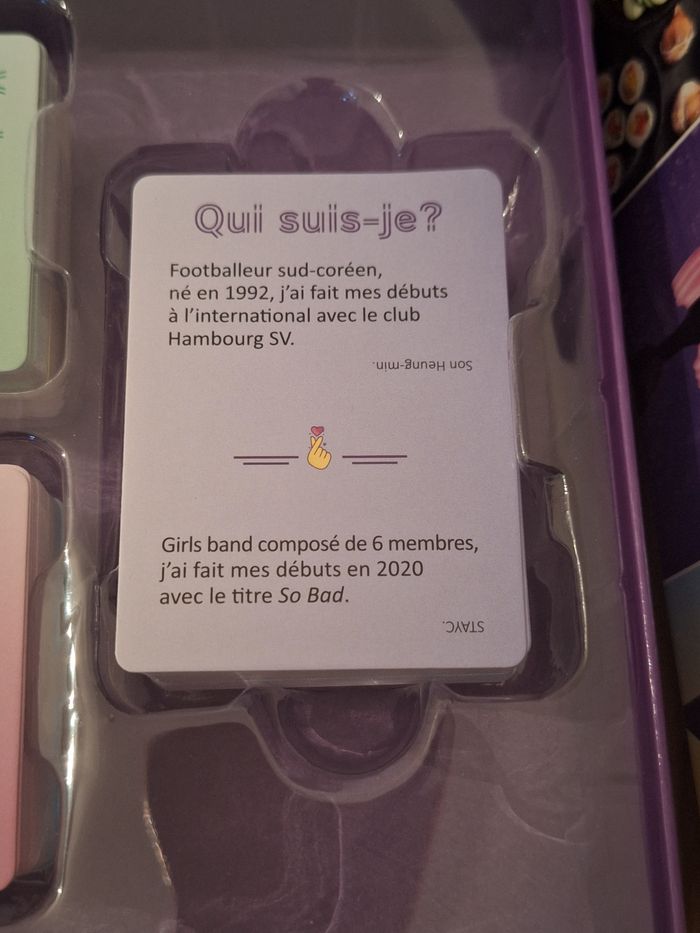 Qui suis-je?
Footballeur sud-coréen,
né en 1992, j'ai fait mes débuts
à l'international avec le club
Hambourg SV.
Son Heung-min.
Girls band composé de 6 membres,
j'ai fait mes débuts en 2020
avec le titre So Bad.
STAYC.